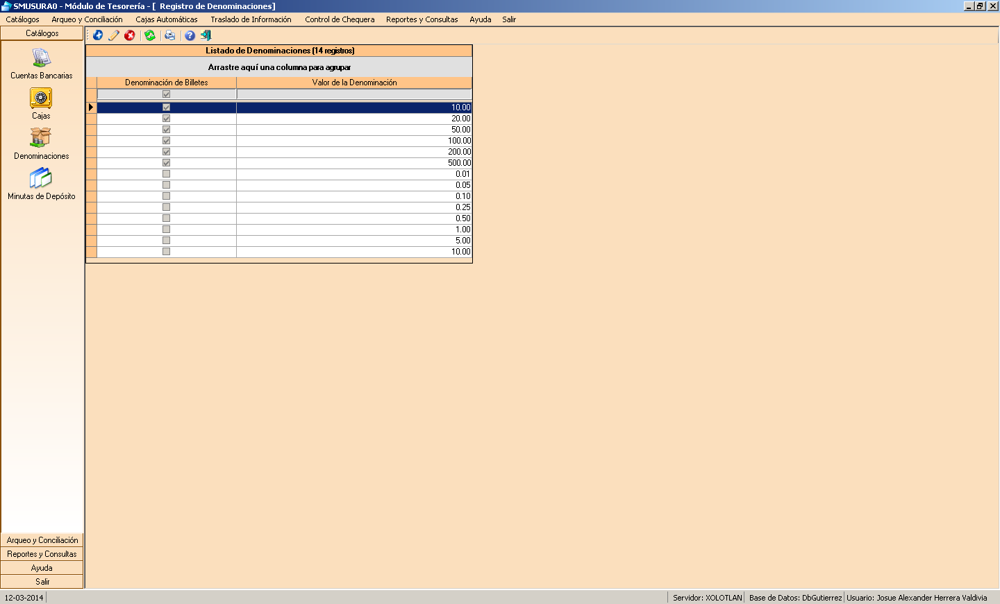 SMUSURA0 - Módulo de Tesorería - [  Registro de Denominaciones]
Catálogos Arqueo y Conciliación Cajas Automáticas Traslado de Información Control de Chequera Reportes y Consultas Ayuda Salir
Catálogos
Cuentas Bancarias
Cajas
Denominaciones
Minutas de Depósito
Arqueo y Conciliación
Reportes y Consultas
Ayuda
Salir
Listado de Denominaciones (14 registros)
Arrastre aquí una columna para agrupar
Denominación de Billetes Valor de la Denominación
10.00
20.00
50.00
100.00
200.00
500.00
0.01
0.05
0.10
0.25
0.50
1.00
5.00
10.00
12-03-2014 Servidor: XOLOTLAN Base de Datos: DbGutierrez Usuario: Josue Alexander Herrera Valdivia